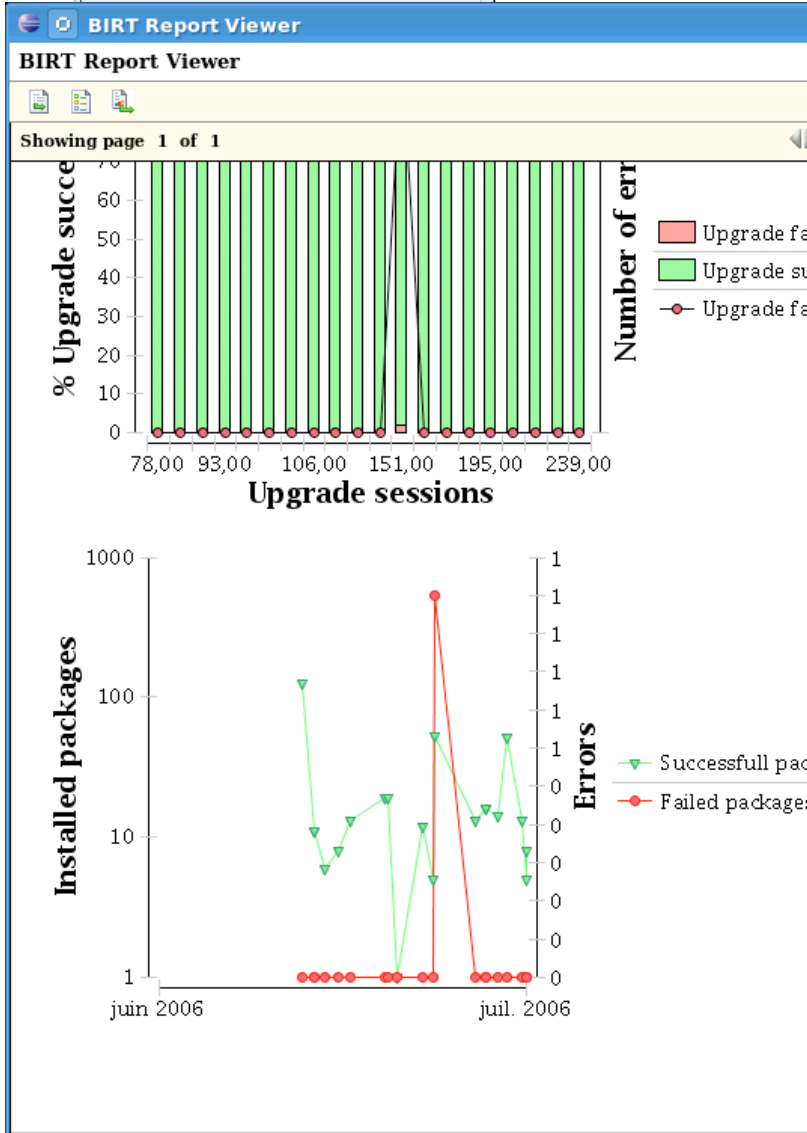 BIRT Report Viewer
BIRT Report Viewer
Showing page 1 of 1
% Upgrade succe
70
60
50
40
30
20
10
0
Number of err
Upgrade fa
Upgrade su
Upgrade fa
78,00 93,00 106,00 151,00 195,00 239,00
Upgrade sessions
Installed packages
1000
100
10
1
1
1
1
1
1
1
0
0
0
0
0
0
Errors
Successfull pac
Failed packages
juin 2006 juil. 2006